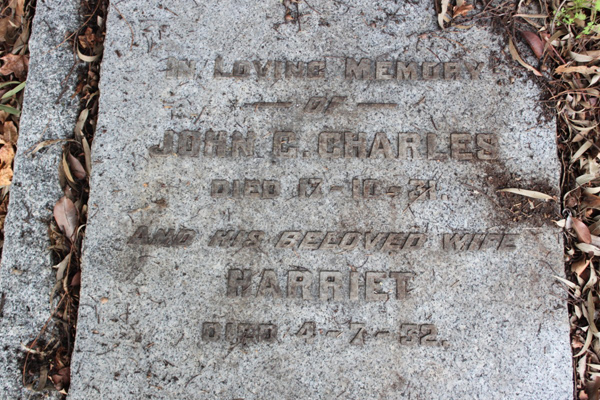 IN LOVING MEMORY
— OF —
JOHN E. CHARLES
DIED 17-10-31
AND HIS BELOVED WIFE
HARRIET
DIED 4-7-32.